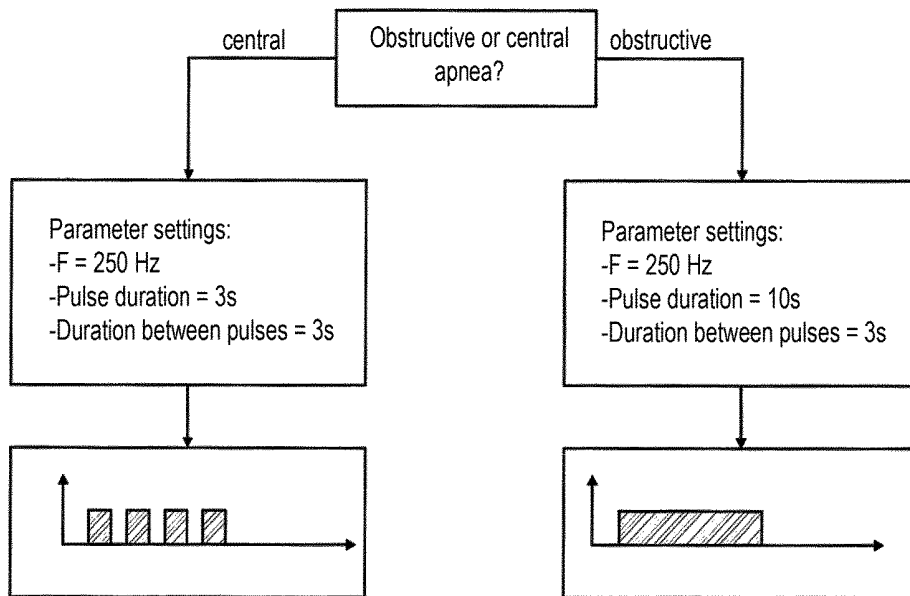 Obstructive or central
apnea?
central
obstructive
Parameter settings:
-F = 250 Hz
-Pulse duration = 3s
-Duration between pulses = 3s
Parameter settings:
-F = 250 Hz
-Pulse duration = 10s
-Duration between pulses = 3s